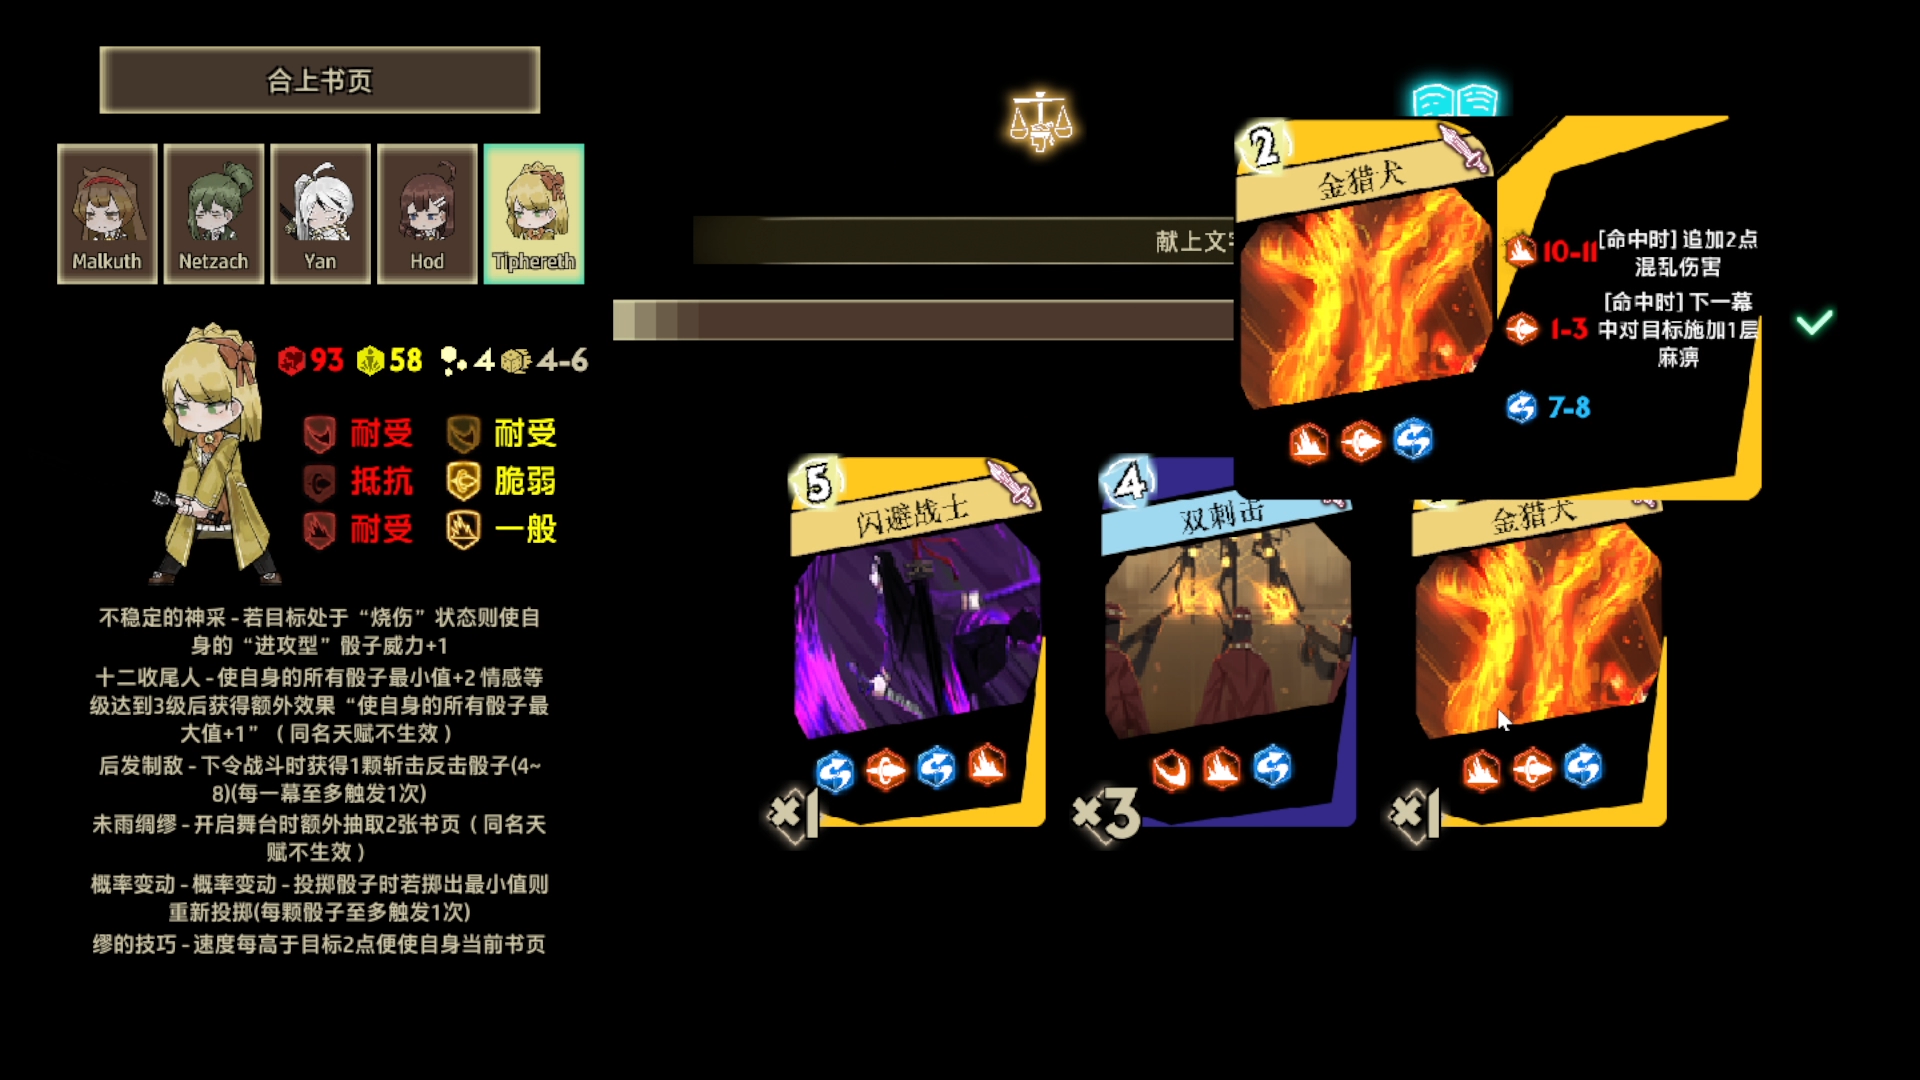 合上书页
Malkuth
Netzach
Yan
Hod
Tiphereth
93 58 4 4-6
耐受 耐受
抵抗 脆弱
耐受 一般
不稳定的神采-若目标处于“烧伤”状态则使自
身的“进攻型”骰子威力+1
十二收尾人-使自身的所有骰子最小值+2情感等
级达到3级后获得额外效果“使自身的所有骰子最
大值+1”(同名天赋不生效)
后发制敌-下令战斗时获得1颗斩击反击骰子(4~
8)(每一幕至多触发1次)
未雨绸缪-开启舞台时额外抽取2张书页(同名天
赋不生效)
概率变动-概率变动-投掷骰子时若掷出最小值则
重新投掷(每颗骰子至多触发1次)
缪的技巧-速度每高于目标2点便使自身当前书页
献上文
2
金猎犬
10-11 [命中时] 追加2点
混乱伤害
[命中时] 下一幕
1-3 中对目标施加1层
麻痹
7-8
5
闪避战士
×1
4
双刺击
×3
金猎犬
×1